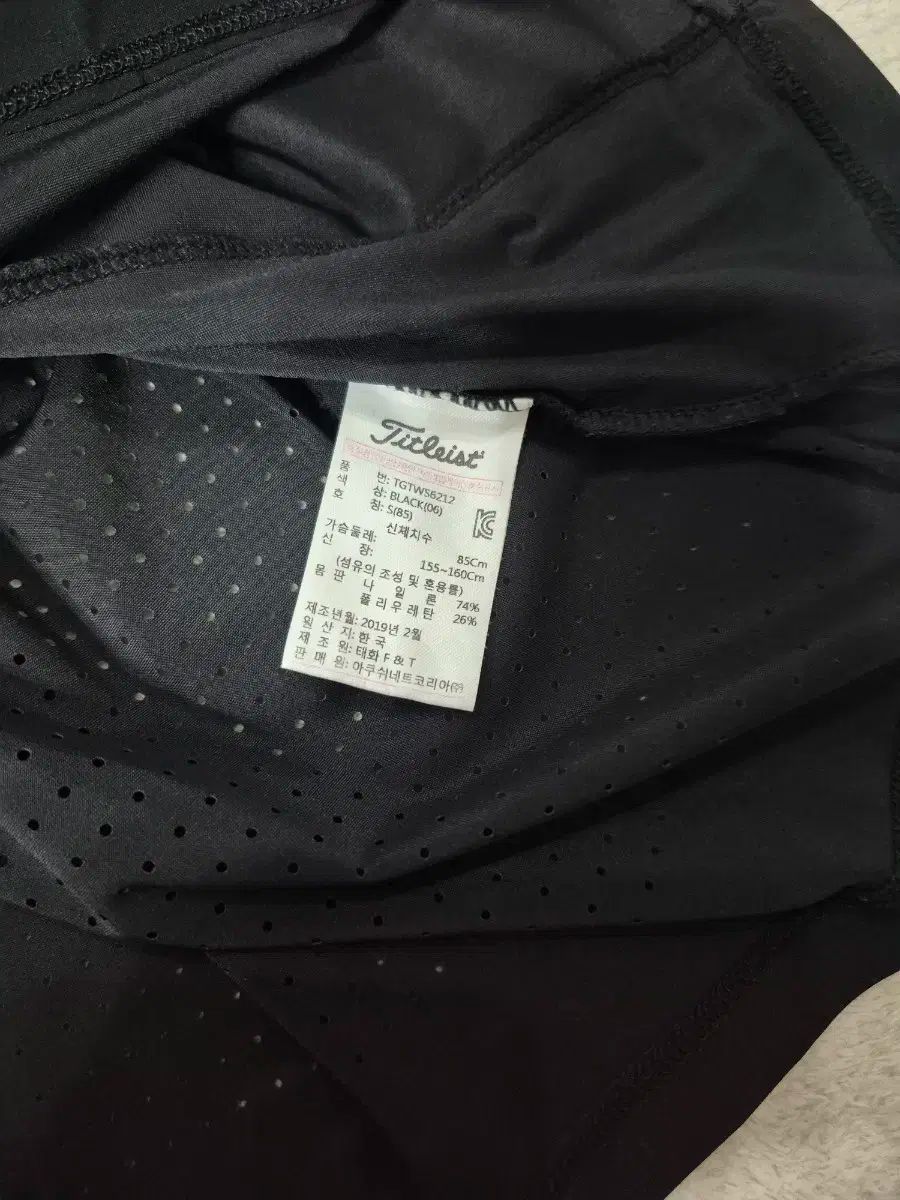 Titleist
품 번: TGTWS6212
색 상: BLACK(06)
호 칭: S(85)
신체치수
가슴둘레: 85Cm
신 장: 155~160Cm
(섬유의 조성 및 혼용률)
몸 판 나 일 론 74%
폴 리 우 레 탄 26%
제조년월: 2019년 2월
원 산 지: 한 국
제 조 원: 태화 F & T
판 매 원: 아쿠쉬네트코리아㈜